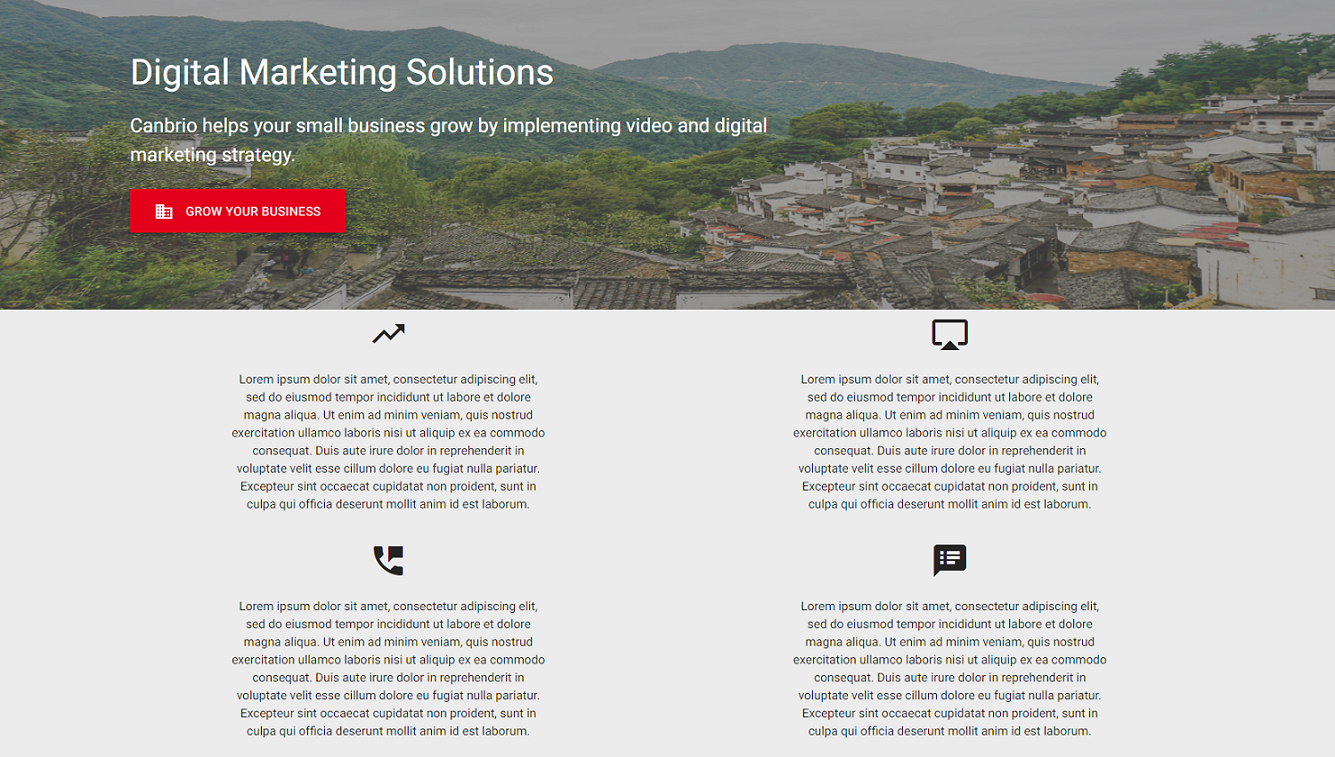 Digital Marketing Solutions
Canbrio helps your small business grow by implementing video and digital
marketing strategy.
GROW YOUR BUSINESS
Lorem ipsum dolor sit amet, consectetur adipiscing elit,
sed do eiusmod tempor incididunt ut labore et dolore
magna aliqua. Ut enim ad minim veniam, quis nostrud
exercitation ullamco laboris nisi ut aliquip ex ea commodo
consequat. Duis aute irure dolor in reprehenderit in
voluptate velit esse cillum dolore eu fugiat nulla pariatur.
Excepteur sint occaecat cupidatat non proident, sunt in
culpa qui officia deserunt mollit anim id est laborum.
Lorem ipsum dolor sit amet, consectetur adipiscing elit,
sed do eiusmod tempor incididunt ut labore et dolore
magna aliqua. Ut enim ad minim veniam, quis nostrud
exercitation ullamco laboris nisi ut aliquip ex ea commodo
consequat. Duis aute irure dolor in reprehenderit in
voluptate velit esse cillum dolore eu fugiat nulla pariatur.
Excepteur sint occaecat cupidatat non proident, sunt in
culpa qui officia deserunt mollit anim id est laborum.
Lorem ipsum dolor sit amet, consectetur adipiscing elit,
sed do eiusmod tempor incididunt ut labore et dolore
magna aliqua. Ut enim ad minim veniam, quis nostrud
exercitation ullamco laboris nisi ut aliquip ex ea commodo
consequat. Duis aute irure dolor in reprehenderit in
voluptate velit esse cillum dolore eu fugiat nulla pariatur.
Excepteur sint occaecat cupidatat non proident, sunt in
culpa qui officia deserunt mollit anim id est laborum.
Lorem ipsum dolor sit amet, consectetur adipiscing elit,
sed do eiusmod tempor incididunt ut labore et dolore
magna aliqua. Ut enim ad minim veniam, quis nostrud
exercitation ullamco laboris nisi ut aliquip ex ea commodo
consequat. Duis aute irure dolor in reprehenderit in
voluptate velit esse cillum dolore eu fugiat nulla pariatur.
Excepteur sint occaecat cupidatat non proident, sunt in
culpa qui officia deserunt mollit anim id est laborum.